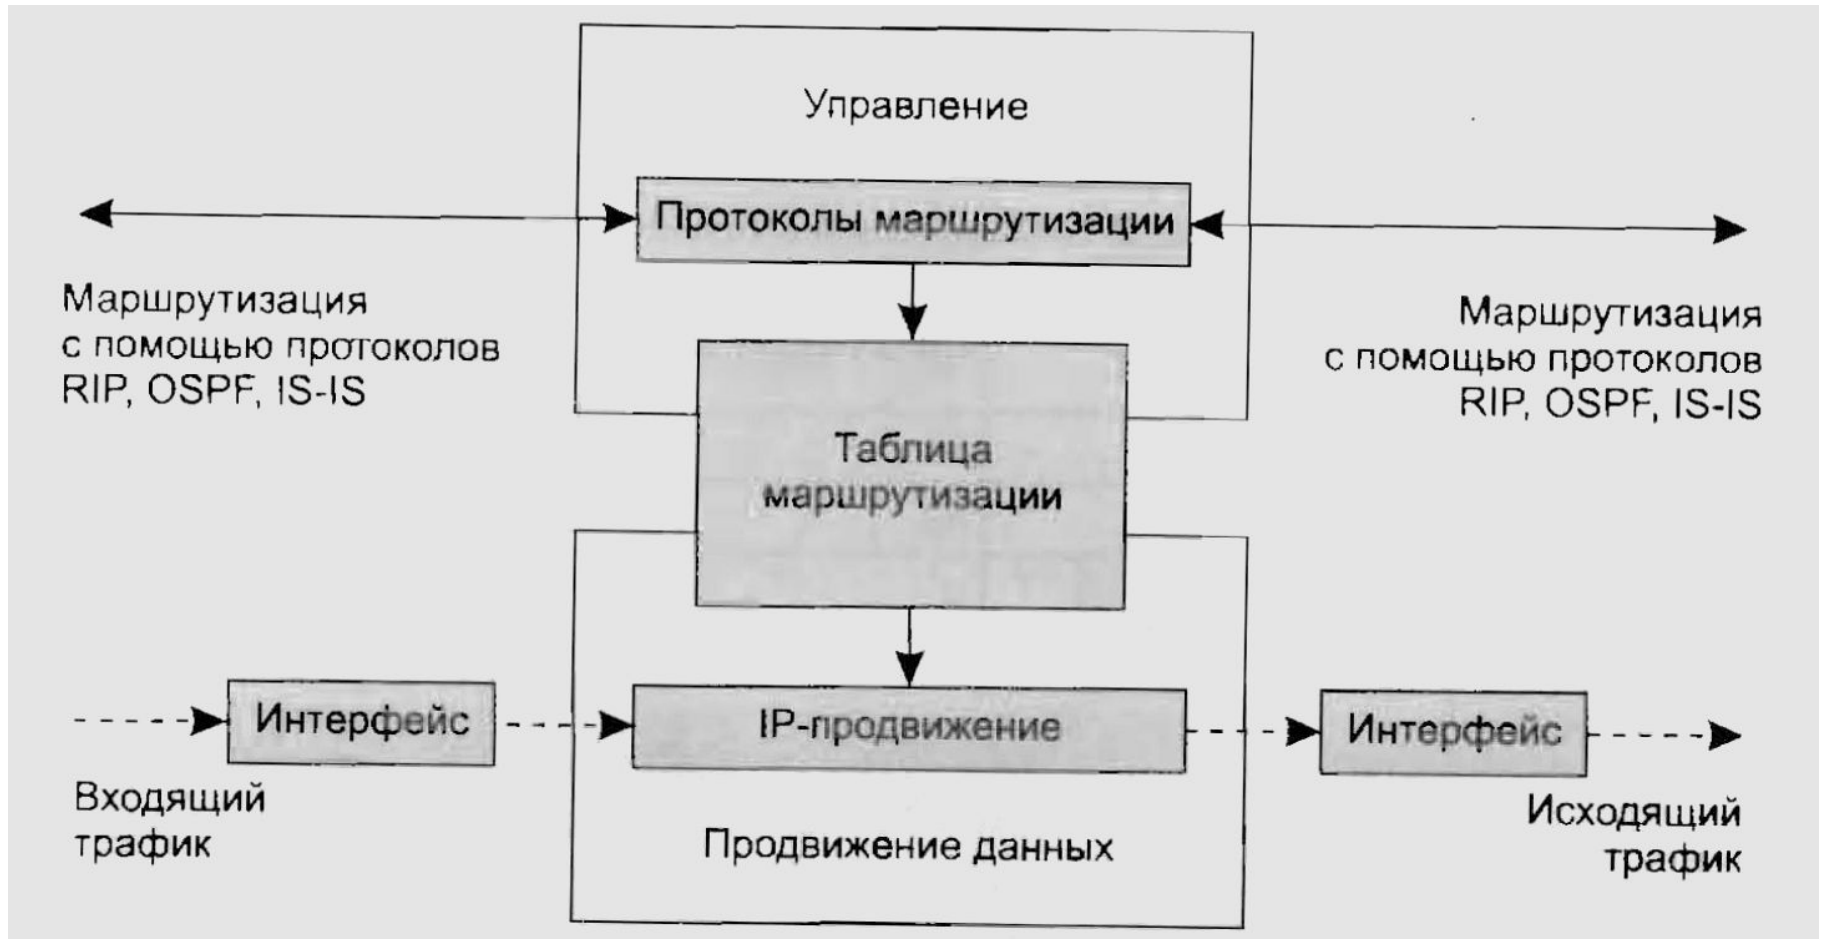 Управление
Протоколы маршрутизации
Маршрутизация
с помощью протоколов
RIP, OSPF, IS-IS
Маршрутизация
с помощью протоколов
RIP, OSPF, IS-IS
Таблица
маршрутизации
Интерфейс
IP-продвижение
Интерфейс
Входящий
трафик
Исходящий
трафик
Продвижение данных